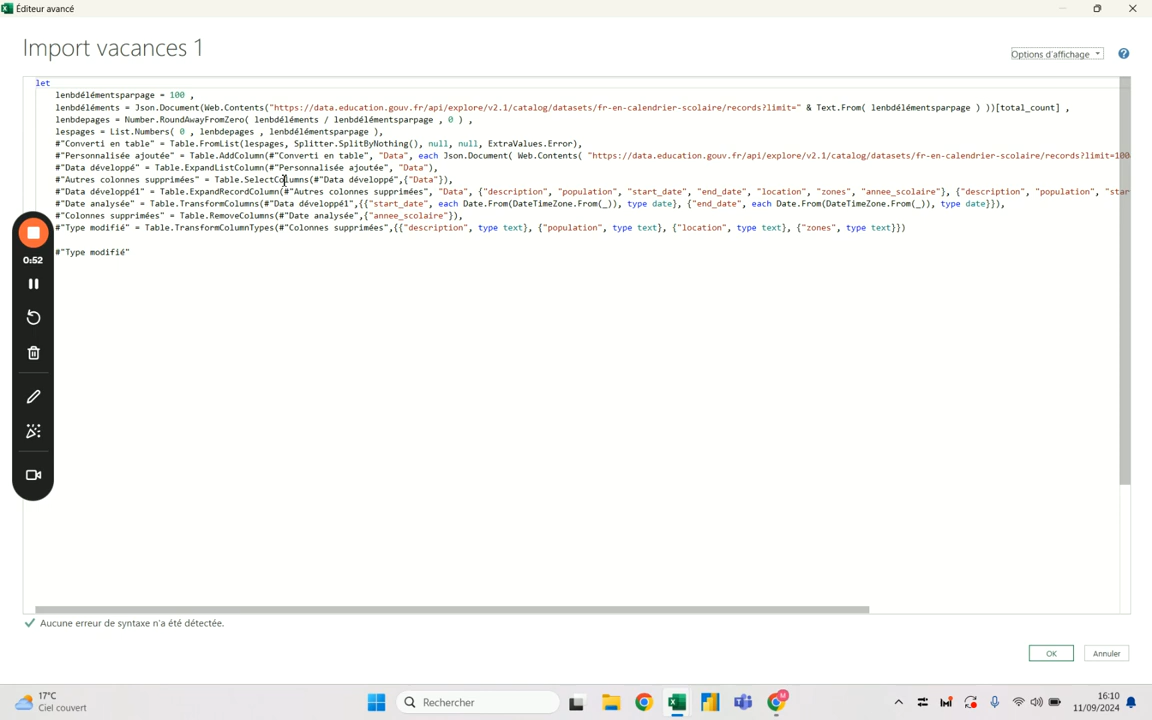 Éditeur avancé
Import vacances 1
Options d'affichage
let
lenbdélémentsparpage = 100 ,
lenbdéléments = Json.Document(Web.Contents("https://data.education.gouv.fr/api/explore/v2.1/catalog/datasets/fr-en-calendrier-scolaire/records?limit=" & Text.From( lenbdélémentsparpage ) ))[total_count] ,
lenbdepages = Number.RoundAwayFromZero( lenbdéléments / lenbdélémentsparpage , 0 ) ,
lespages = List.Numbers( 0 , lenbdepages , lenbdélémentsparpage ),
#"Converti en table" = Table.FromList(lespages, Splitter.SplitByNothing(), null, null, ExtraValues.Error),
#"Personnalisée ajoutée" = Table.AddColumn(#"Converti en table", "Data", each Json.Document( Web.Contents( "https://data.education.gouv.fr/api/explore/v2.1/catalog/datasets/fr-en-calendrier-scolaire/records?limit=100
#"Data développé" = Table.ExpandListColumn(#"Personnalisée ajoutée", "Data"),
#"Autres colonnes supprimées" = Table.SelectColumns(#"Data développé",{"Data"}),
#"Data développé1" = Table.ExpandRecordColumn(#"Autres colonnes supprimées", "Data", {"description", "population", "start_date", "end_date", "location", "zones", "annee_scolaire"}, {"description", "population", "star
#"Date analysée" = Table.TransformColumns(#"Data développé1",{{"start_date", each Date.From(DateTimeZone.From(_)), type date}, {"end_date", each Date.From(DateTimeZone.From(_)), type date}}),
#"Colonnes supprimées" = Table.RemoveColumns(#"Date analysée",{"annee_scolaire"}),
#"Type modifié" = Table.TransformColumnTypes(#"Colonnes supprimées",{{"description", type text}, {"population", type text}, {"location", type text}, {"zones", type text}})
#"Type modifié"
0:52
Aucune erreur de syntaxe n'a été détectée.
OK
Annuler
17°C
Ciel couvert
Rechercher
16:10
11/09/2024